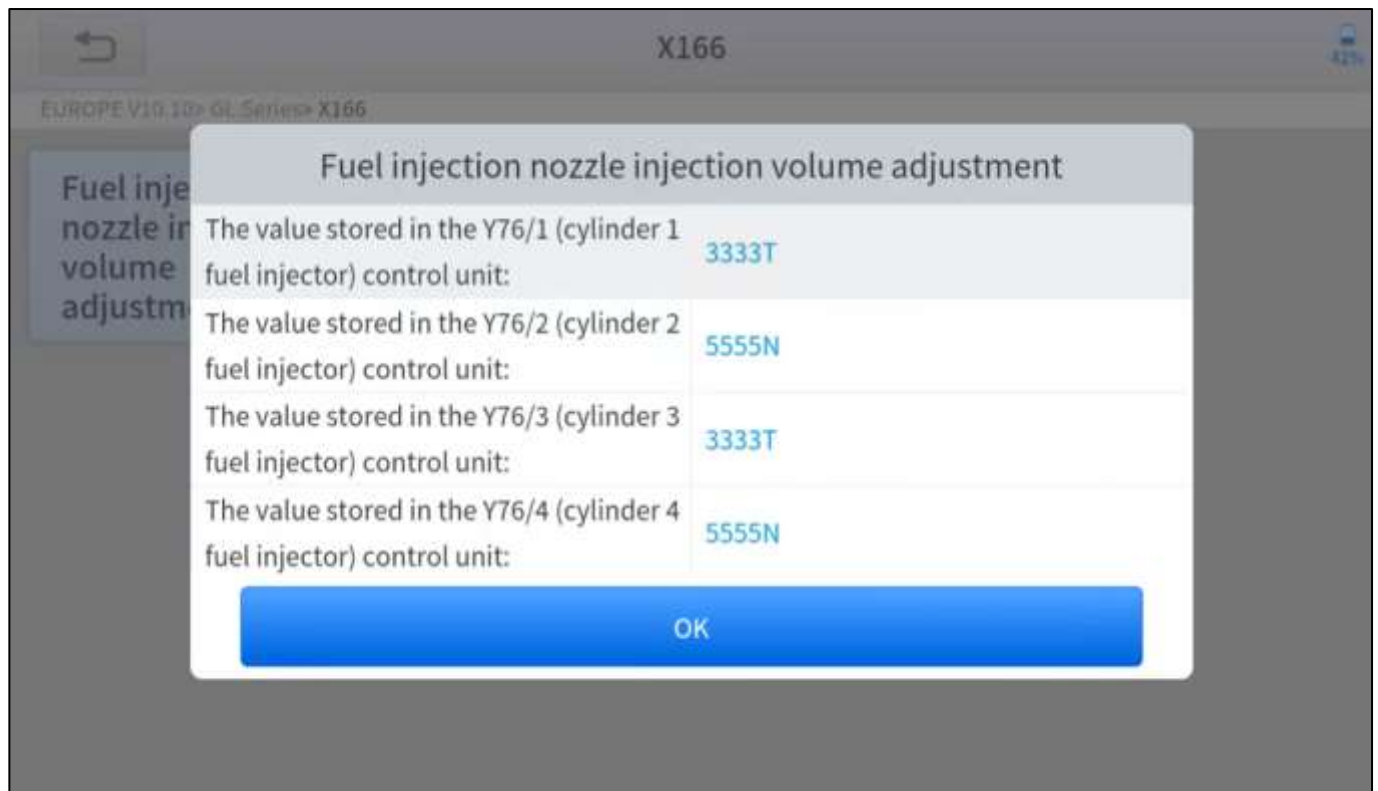 X166
42%
EUROPE V10.10> GL Series> X166
Fuel injection nozzle injection volume adjustment
Fuel inje
nozzle in
volume
adjustm
The value stored in the Y76/1 (cylinder 1
fuel injector) control unit:
3333T
The value stored in the Y76/2 (cylinder 2
fuel injector) control unit:
5555N
The value stored in the Y76/3 (cylinder 3
fuel injector) control unit:
3333T
The value stored in the Y76/4 (cylinder 4
fuel injector) control unit:
5555N
OK